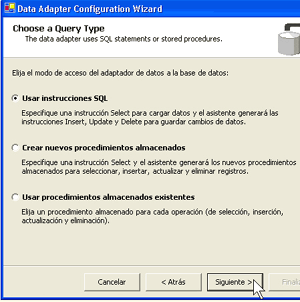 Data Adapter Configuration Wizard
Choose a Query Type
The data adapter uses SQL statements or stored procedures.
Elija el modo de acceso del adaptador de datos a la base de datos:
Usar instrucciones SQL
Especifique una instrucción Select para cargar datos y el asistente generará las
instrucciones Insert, Update y Delete para guardar cambios de datos.
Crear nuevos procedimientos almacenados
Especifique una instrucción Select y el asistente generará los nuevos procedimientos
almacenados para seleccionar, insertar, actualizar y eliminar registros.
Usar procedimientos almacenados existentes
Elija un procedimiento almacenado para cada operación (de selección, inserción,
actualización y eliminación).
Cancelar < Atrás Siguiente > Finaliz